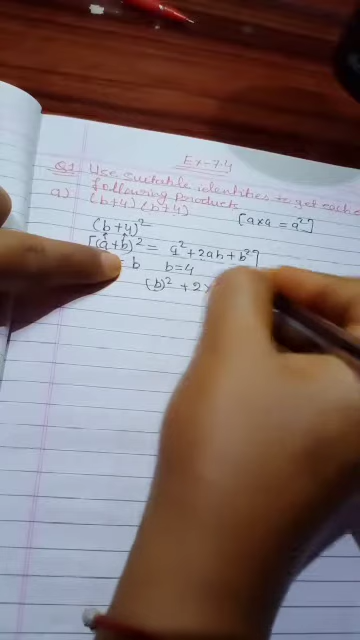 Ex-7.4
Q1 Use suitable identities to get each o
following products
a) (b+4) (b+4)
[a×a = a²]
(b+4)²
[(a+b)² = a²+2ab+b²]
= b b=4
(b)² + 2×